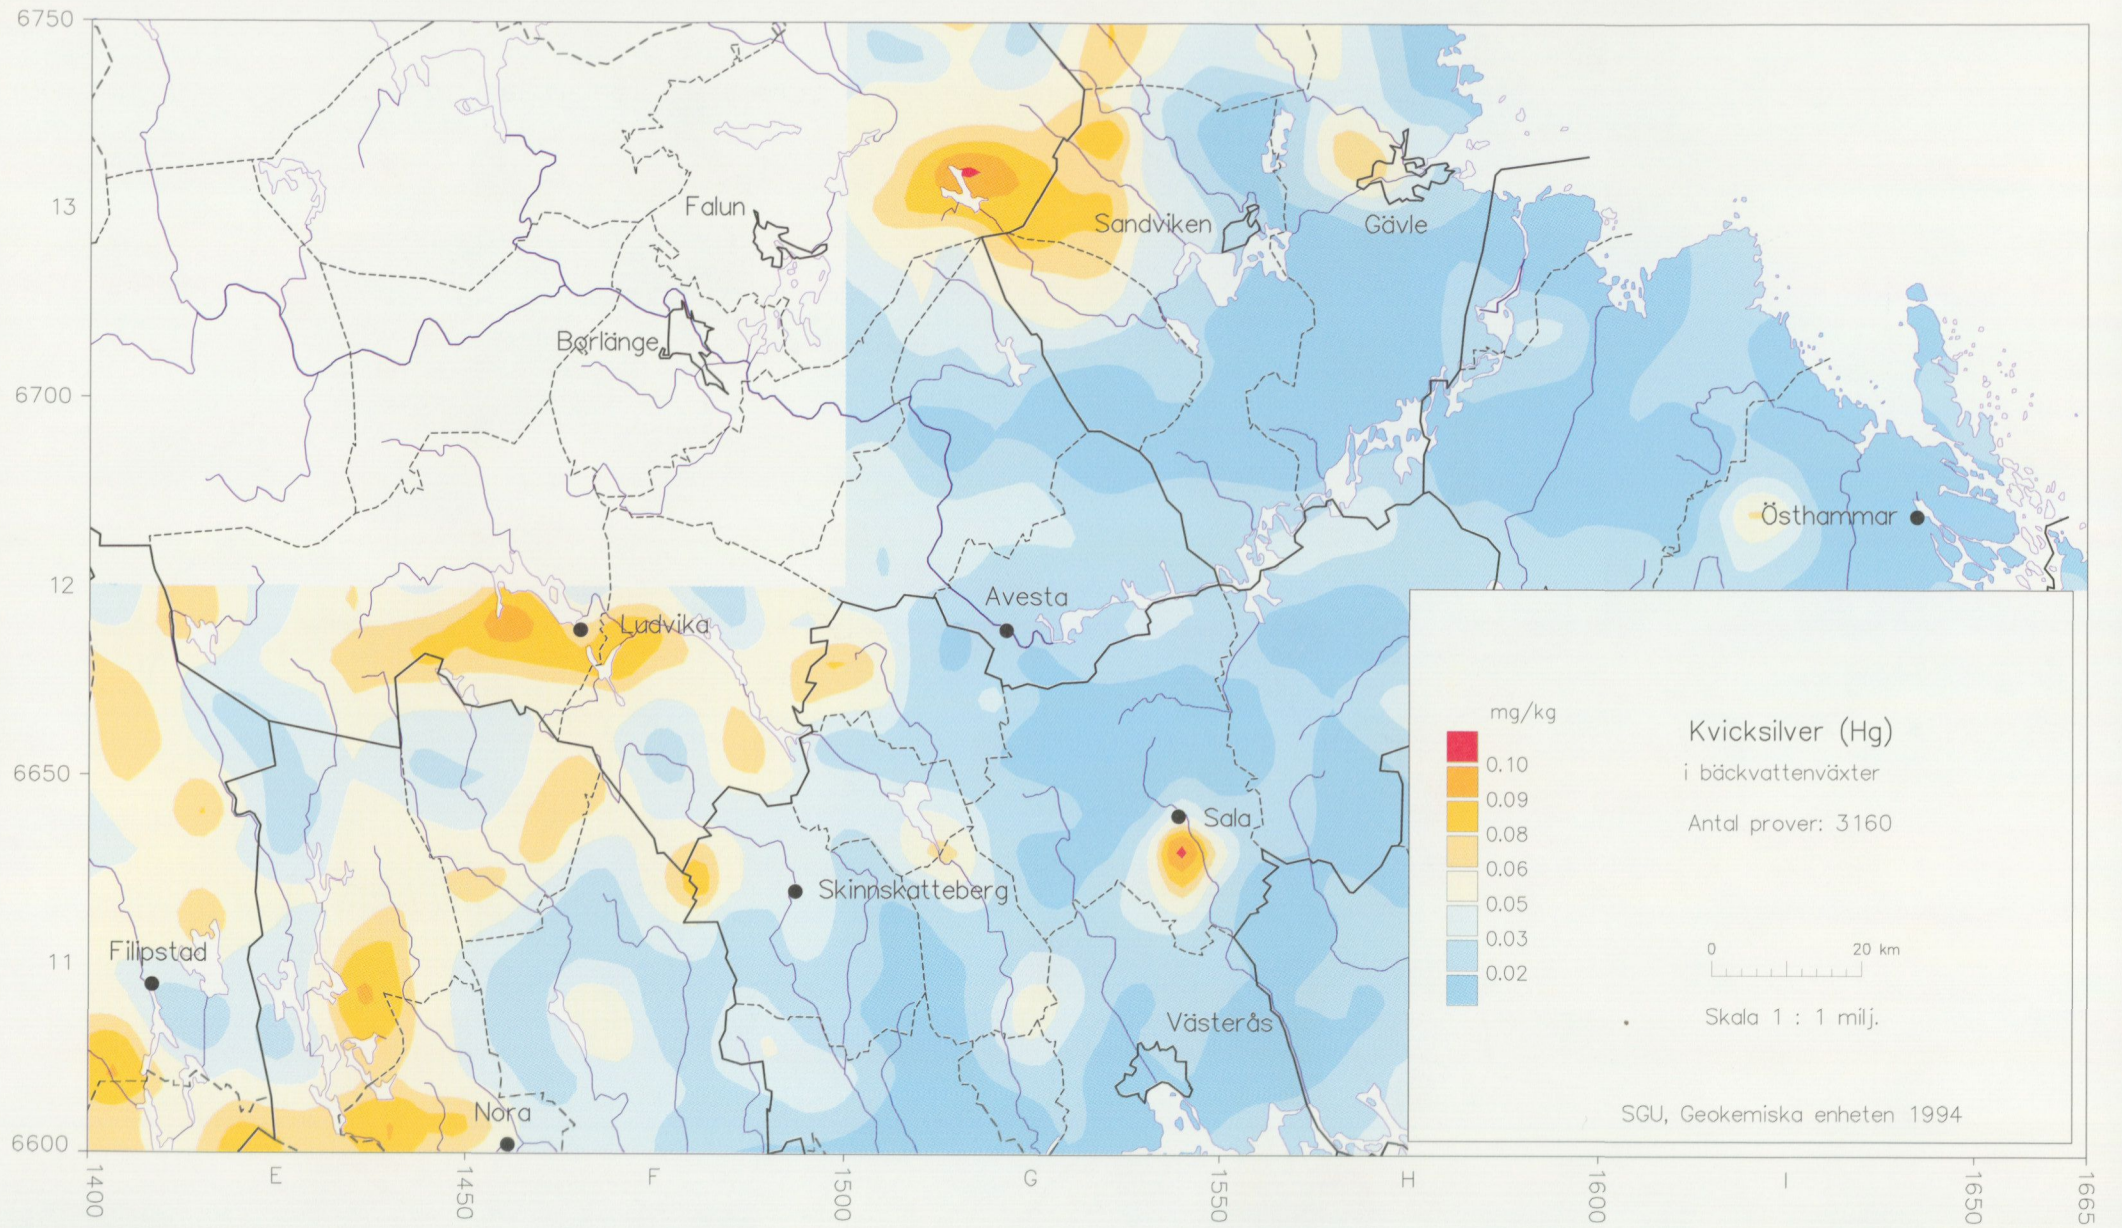 6750
13
Falun
Sandviken
Gävle
Borlänge
6700
Östhammar
12
Avesta
Ludvika
mg/kg
Kvicksilver (Hg)
0.10
6650
i bäckvattenväxter
0.09
Sala
Antal prover: 3160
0.08
0.06
Skinnskatteberg
0.05
0.03
Filipstad
0 20 km
11
0.02
Västerås
Skala 1 : 1 milj.
Nora
SGU, Geokemiska enheten 1994
6600
1400 E 1450 F 1500 G 1550 H 1600 I 1650 1665